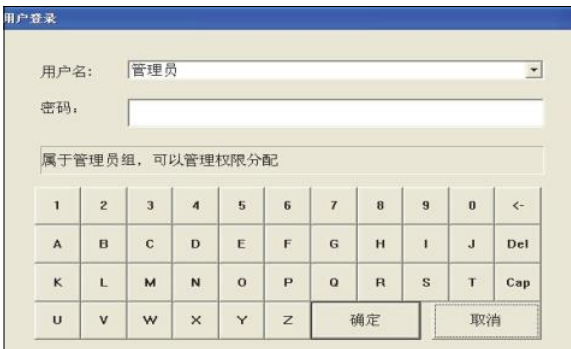 用户登录
用户名: 管理员
密码:
属于管理员组, 可以管理权限分配
1 2 3 4 5 6 7 8 9 0 <-
A B C D E F G H I J Del
K L M N O P Q R S T Cap
U V W X Y Z 确定 取消